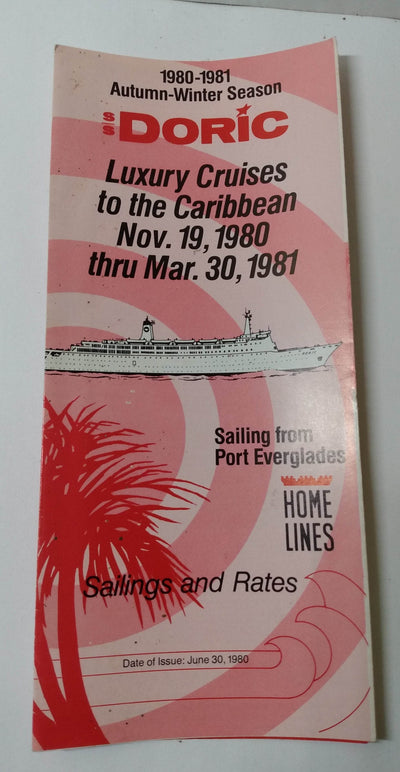 1980-1981
Autumn-Winter Season
S/S DORIC
Luxury Cruises
to the Caribbean
Nov. 19, 1980
thru Mar. 30, 1981
DORIC
Sailing from
Port Everglades
HOME
LINES
Sailings and Rates
Date of Issue: June 30, 1980